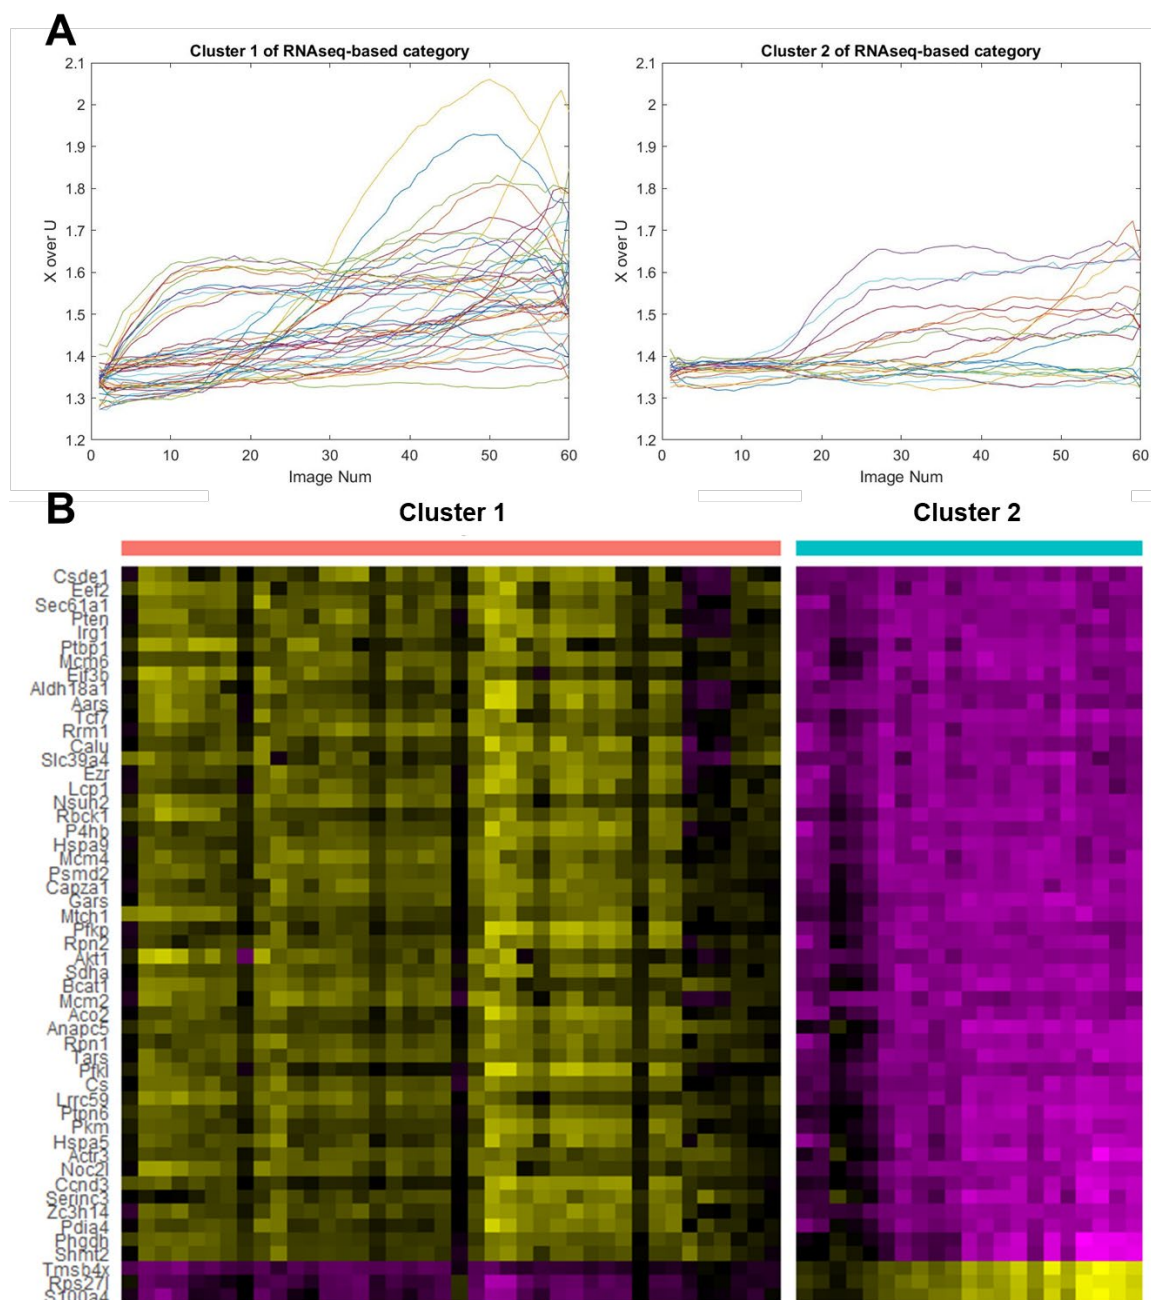 A
Cluster 1 of RNAseq-based category
Cluster 2 of RNAseq-based category
X over U
2.1
2
1.9
1.8
1.7
1.6
1.5
1.4
1.3
1.2
0 10 20 30 40 50 60
Image Num
X over U
2.1
2
1.9
1.8
1.7
1.6
1.5
1.4
1.3
1.2
0 10 20 30 40 50 60
Image Num
B
Cluster 1
Cluster 2
Csde1
Eef2
Sec61a1
Pten
Irg1
Ptbp1
Mcm6
Eif3b
Aldh18a1
Aars
Tcf7
Rrm1
Calu
Slc39a4
Ezr
Lcp1
Nsun2
Rbck1
P4hb
Hspa9
Mcm4
Psmd2
Capza1
Gars
Mtch1
Pfkp
Rpn2
Akt1
Sdha
Bcat1
Mcm2
Aco2
Anapc5
Rpn1
Tars
Pfkl
Cs
Lrrc59
Ptpn6
Pkm
Hspa5
Actr3
Noc2l
Ccnd3
Serinc3
Zc3h14
Pdia4
Phgdh
Shmt2
Tmsb4x
Rps27l
S100a4